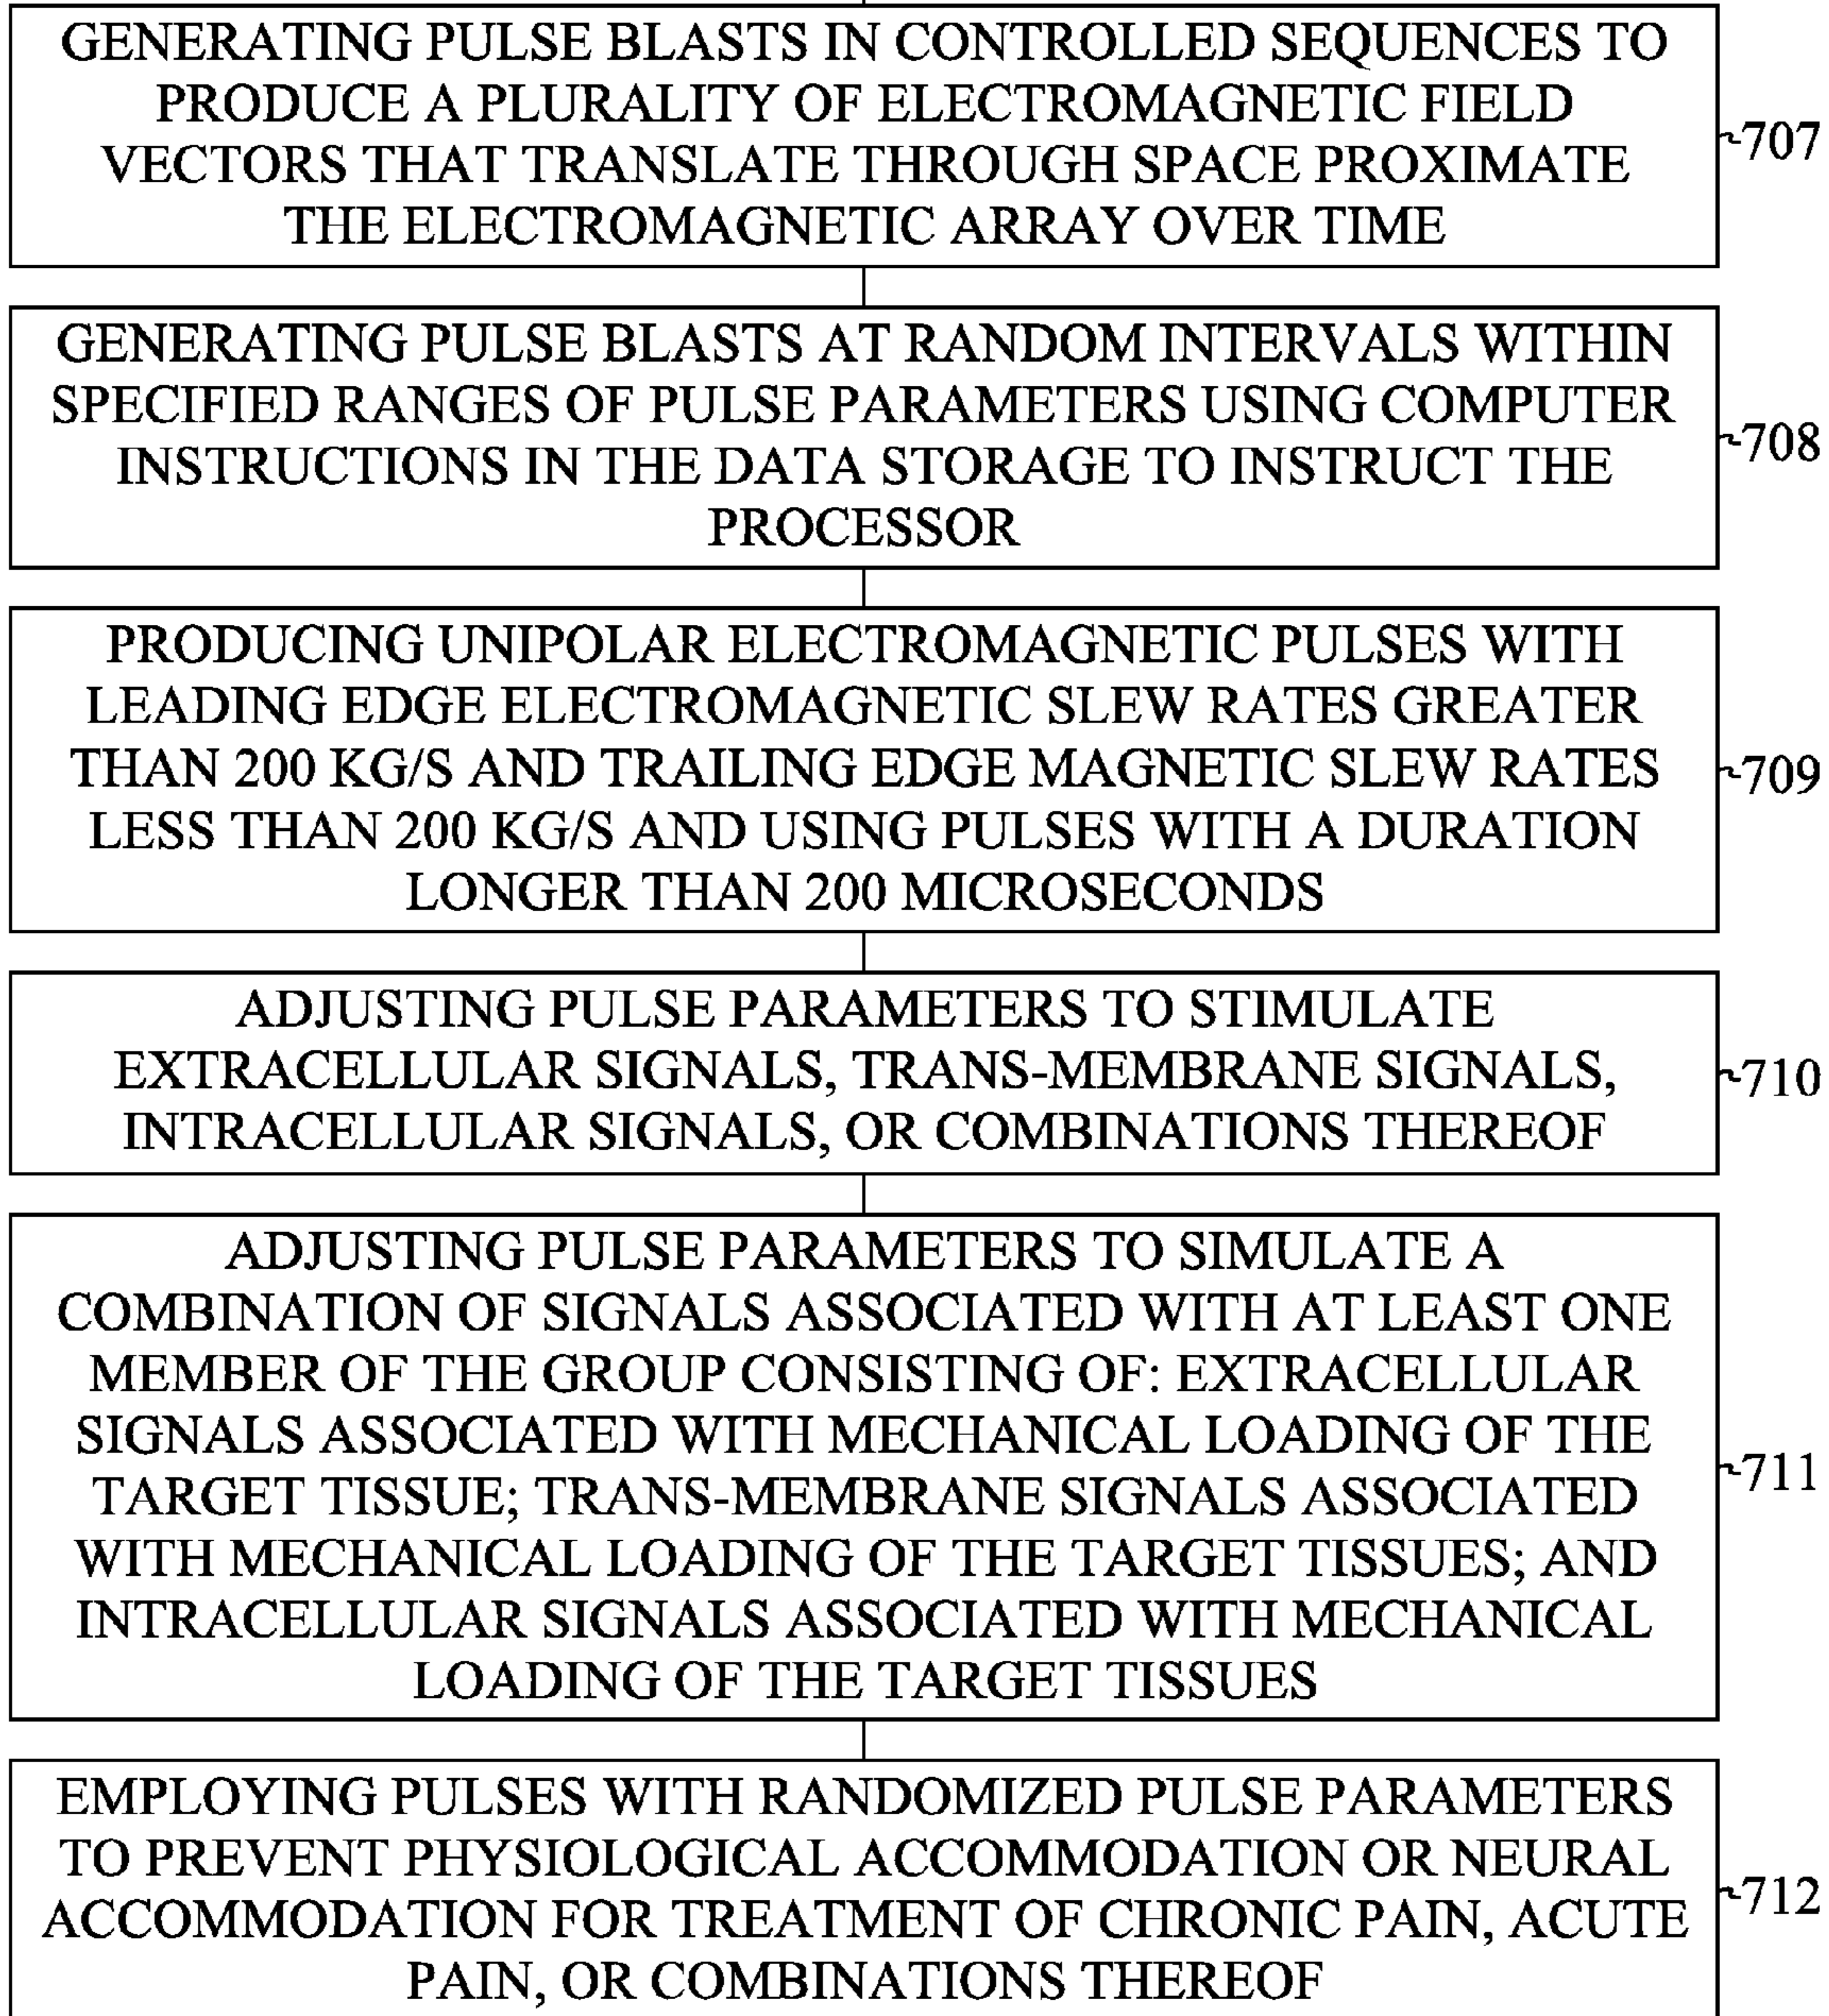 GENERATING PULSE BLASTS IN CONTROLLED SEQUENCES TO
PRODUCE A PLURALITY OF ELECTROMAGNETIC FIELD
VECTORS THAT TRANSLATE THROUGH SPACE PROXIMATE
THE ELECTROMAGNETIC ARRAY OVER TIME
707
GENERATING PULSE BLASTS AT RANDOM INTERVALS WITHIN
SPECIFIED RANGES OF PULSE PARAMETERS USING COMPUTER
INSTRUCTIONS IN THE DATA STORAGE TO INSTRUCT THE
PROCESSOR
708
PRODUCING UNIPOLAR ELECTROMAGNETIC PULSES WITH
LEADING EDGE ELECTROMAGNETIC SLEW RATES GREATER
THAN 200 KG/S AND TRAILING EDGE MAGNETIC SLEW RATES
LESS THAN 200 KG/S AND USING PULSES WITH A DURATION
LONGER THAN 200 MICROSECONDS
709
ADJUSTING PULSE PARAMETERS TO STIMULATE
EXTRACELLULAR SIGNALS, TRANS-MEMBRANE SIGNALS,
INTRACELLULAR SIGNALS, OR COMBINATIONS THEREOF
710
ADJUSTING PULSE PARAMETERS TO SIMULATE A
COMBINATION OF SIGNALS ASSOCIATED WITH AT LEAST ONE
MEMBER OF THE GROUP CONSISTING OF: EXTRACELLULAR
SIGNALS ASSOCIATED WITH MECHANICAL LOADING OF THE
TARGET TISSUE; TRANS-MEMBRANE SIGNALS ASSOCIATED
WITH MECHANICAL LOADING OF THE TARGET TISSUES; AND
INTRACELLULAR SIGNALS ASSOCIATED WITH MECHANICAL
LOADING OF THE TARGET TISSUES
711
EMPLOYING PULSES WITH RANDOMIZED PULSE PARAMETERS
TO PREVENT PHYSIOLOGICAL ACCOMMODATION OR NEURAL
ACCOMMODATION FOR TREATMENT OF CHRONIC PAIN, ACUTE
PAIN, OR COMBINATIONS THEREOF
712